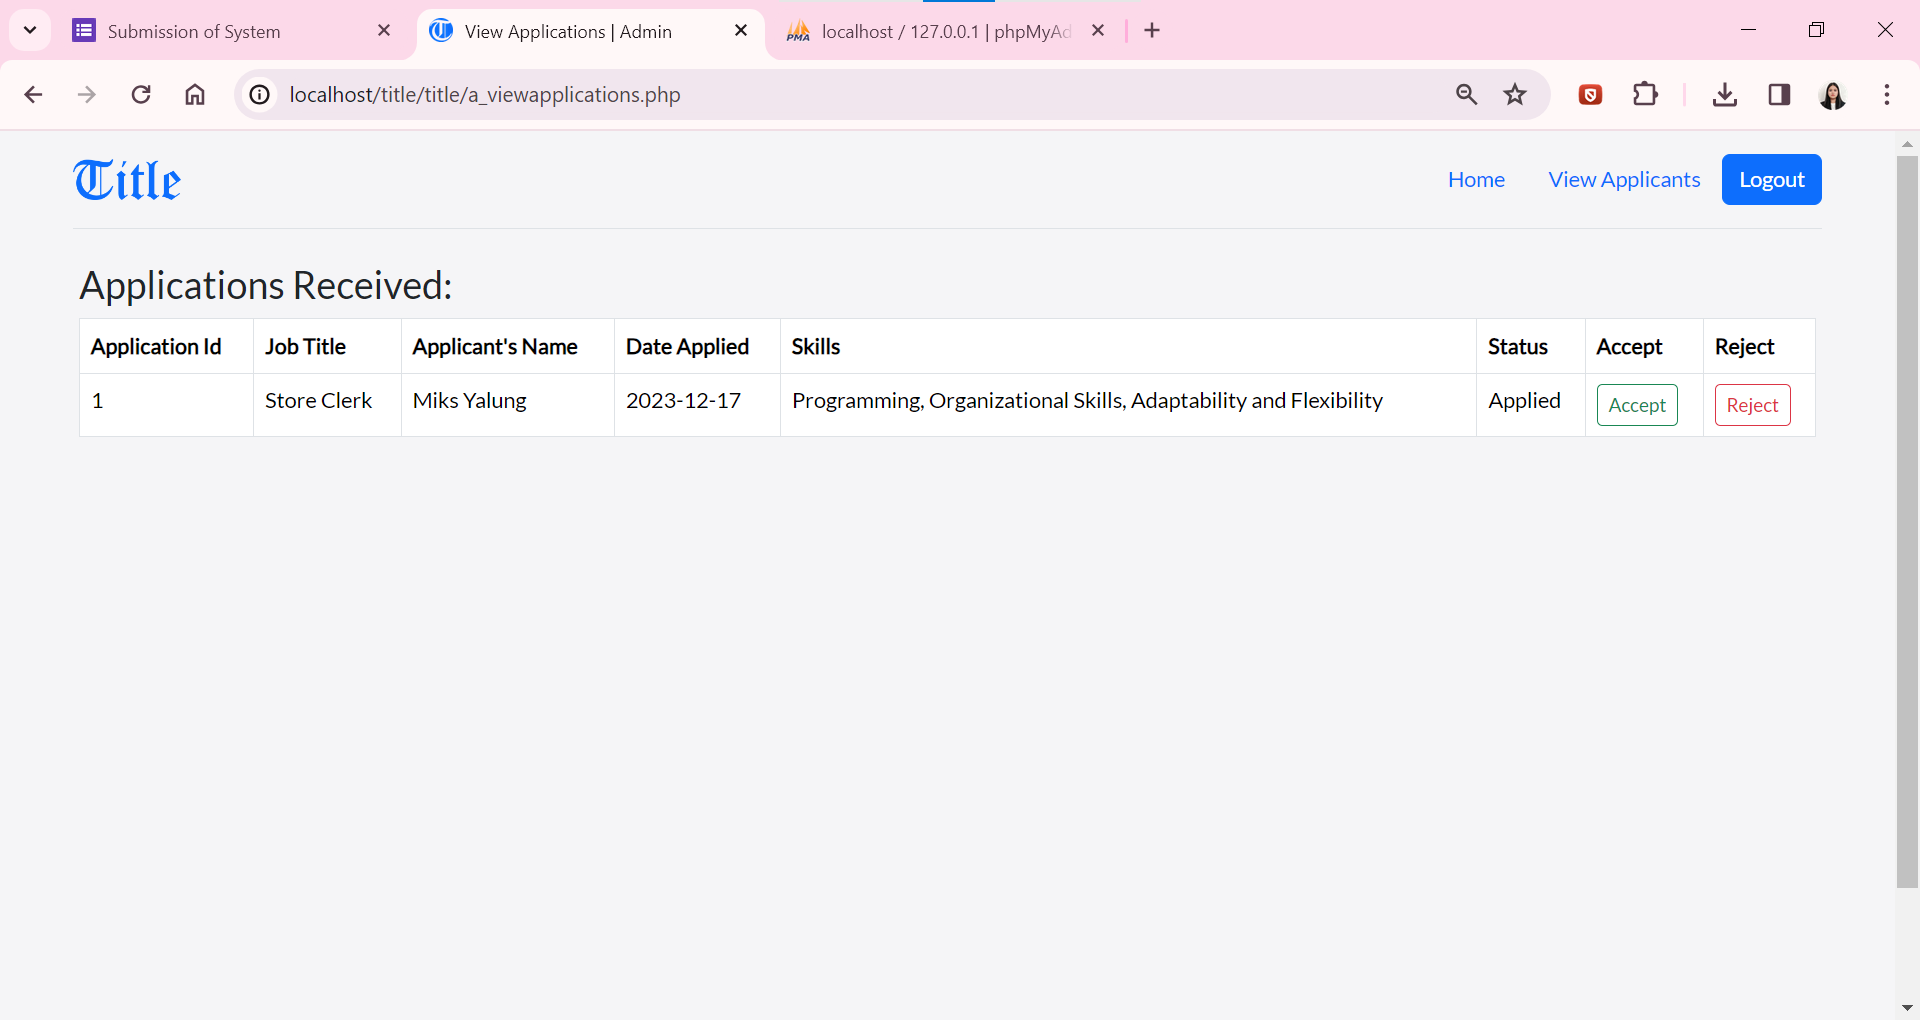 Submission of System
View Applications | Admin
localhost / 127.0.0.1 | phpMyAd
localhost/title/title/a_viewapplications.php
Title
Home View Applicants Logout
Applications Received:
Application Id Job Title Applicant's Name Date Applied Skills Status Accept Reject
1 Store Clerk Miks Yalung 2023-12-17 Programming, Organizational Skills, Adaptability and Flexibility Applied Accept Reject